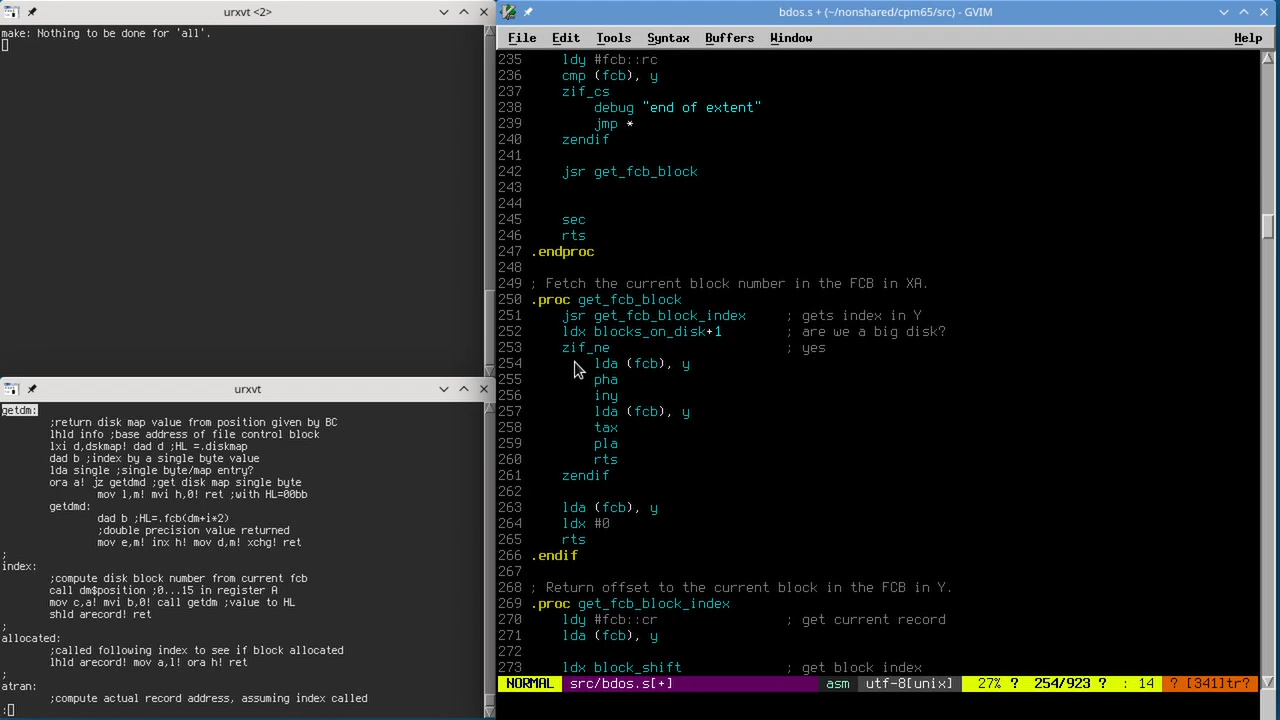 urxvt <2>
make: Nothing to be done for 'all'.
urxvt
getdm:
;return disk map value from position given by BC
lhld info ;base address of file control block
lxi d,dskmap! dad d ;HL =.diskmap
dad b ;index by a single byte value
lda single ;single byte/map entry?
ora a! jz getdmd ;get disk map single byte
mov l,m! mvi h,0! ret ;with HL=00bb
getdmd:
dad b ;HL=.fcb(dm+i*2)
;double precision value returned
mov e,m! inx h! mov d,m! xchg! ret
;
index:
;compute disk block number from current fcb
call dm$position ;0...15 in register A
mov c,a! mvi b,0! call getdm ;value to HL
shld arecord! ret
;
allocated:
;called following index to see if block allocated
lhld arecord! mov a,l! ora h! ret
;
atran:
;compute actual record address, assuming index called
:
bdos.s + (~/nonshared/cpm65/src) - GVIM
File Edit Tools Syntax Buffers Window Help
235 ldy #fcb::rc
236 cmp (fcb), y
237 zif_cs
238 debug "end of extent"
239 jmp *
240 zendif
241
242 jsr get_fcb_block
243
244
245 sec
246 rts
247 .endproc
248
249 ; Fetch the current block number in the FCB in XA.
250 .proc get_fcb_block
251 jsr get_fcb_block_index ; gets index in Y
252 ldx blocks_on_disk+1 ; are we a big disk?
253 zif_ne ; yes
254 lda (fcb), y
255 pha
256 iny
257 lda (fcb), y
258 tax
259 pla
260 rts
261 zendif
262
263 lda (fcb), y
264 ldx #0
265 rts
266 .endif
267
268 ; Return offset to the current block in the FCB in Y.
269 .proc get_fcb_block_index
270 ldy #fcb::cr ; get current record
271 lda (fcb), y
272
273 ldx block_shift ; get block index
NORMAL src/bdos.s[+] asm utf-8[unix] 27% ? 254/923 ? : 14 ? [341]tr?